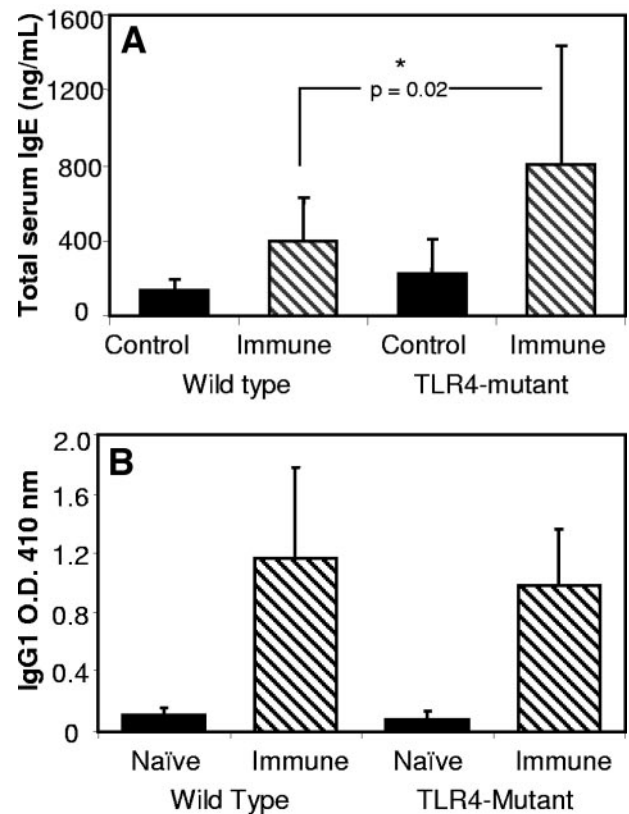 A
Total serum IgE (ng/mL)
1600
1200
800
400
0
*
p = 0.02
Control Immune Control Immune
Wild type TLR4-mutant
B
IgG1 O.D. 410 nm
2.0
1.6
1.2
0.8
0.4
0
Naïve Immune Naïve Immune
Wild Type TLR4-Mutant